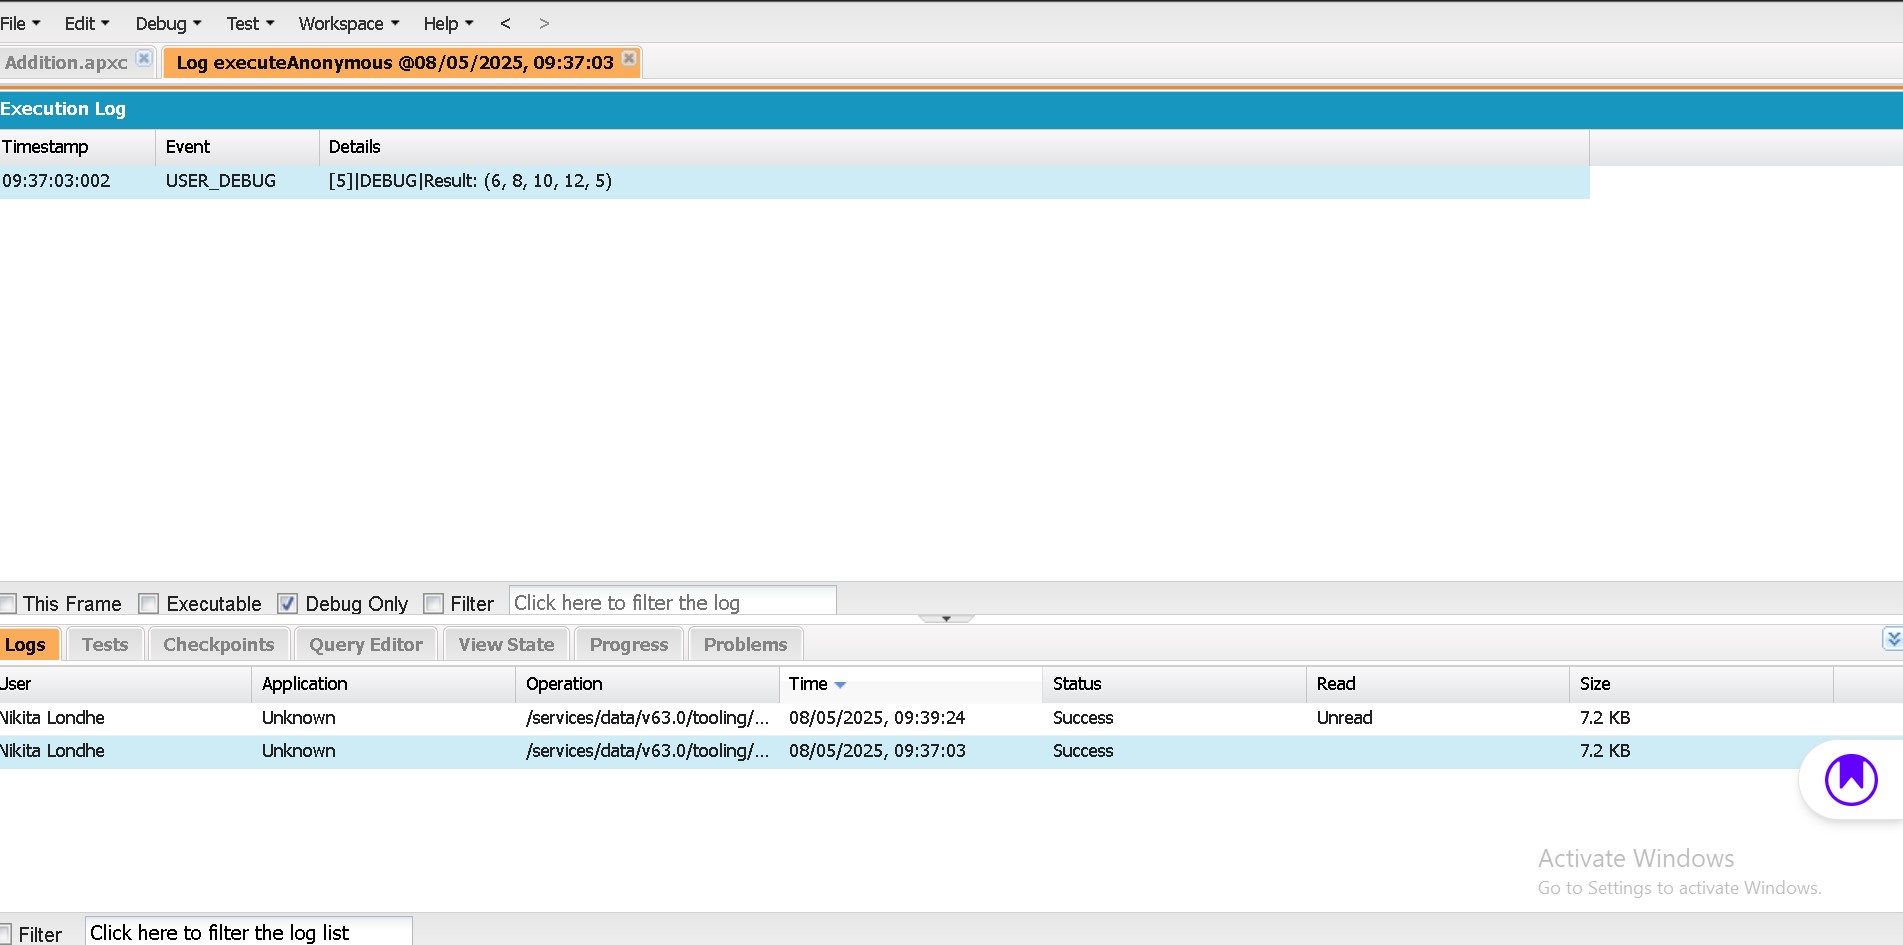 File Edit Debug Test Workspace Help < >
Addition.apxc Log executeAnonymous @08/05/2025, 09:37:03
Execution Log
Timestamp Event Details
09:37:03:002 USER_DEBUG [5]|DEBUG|Result: (6, 8, 10, 12, 5)
This Frame Executable Debug Only Filter Click here to filter the log
Logs Tests Checkpoints Query Editor View State Progress Problems
User Application Operation Time Status Read Size
Nikita Londhe Unknown /services/data/v63.0/tooling/... 08/05/2025, 09:39:24 Success Unread 7.2 KB
Nikita Londhe Unknown /services/data/v63.0/tooling/... 08/05/2025, 09:37:03 Success 7.2 KB
Activate Windows
Go to Settings to activate Windows.
Filter Click here to filter the log list